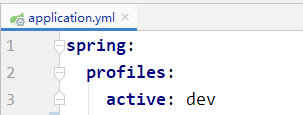 application.yml
1 spring:
2   profiles:
3     active: dev